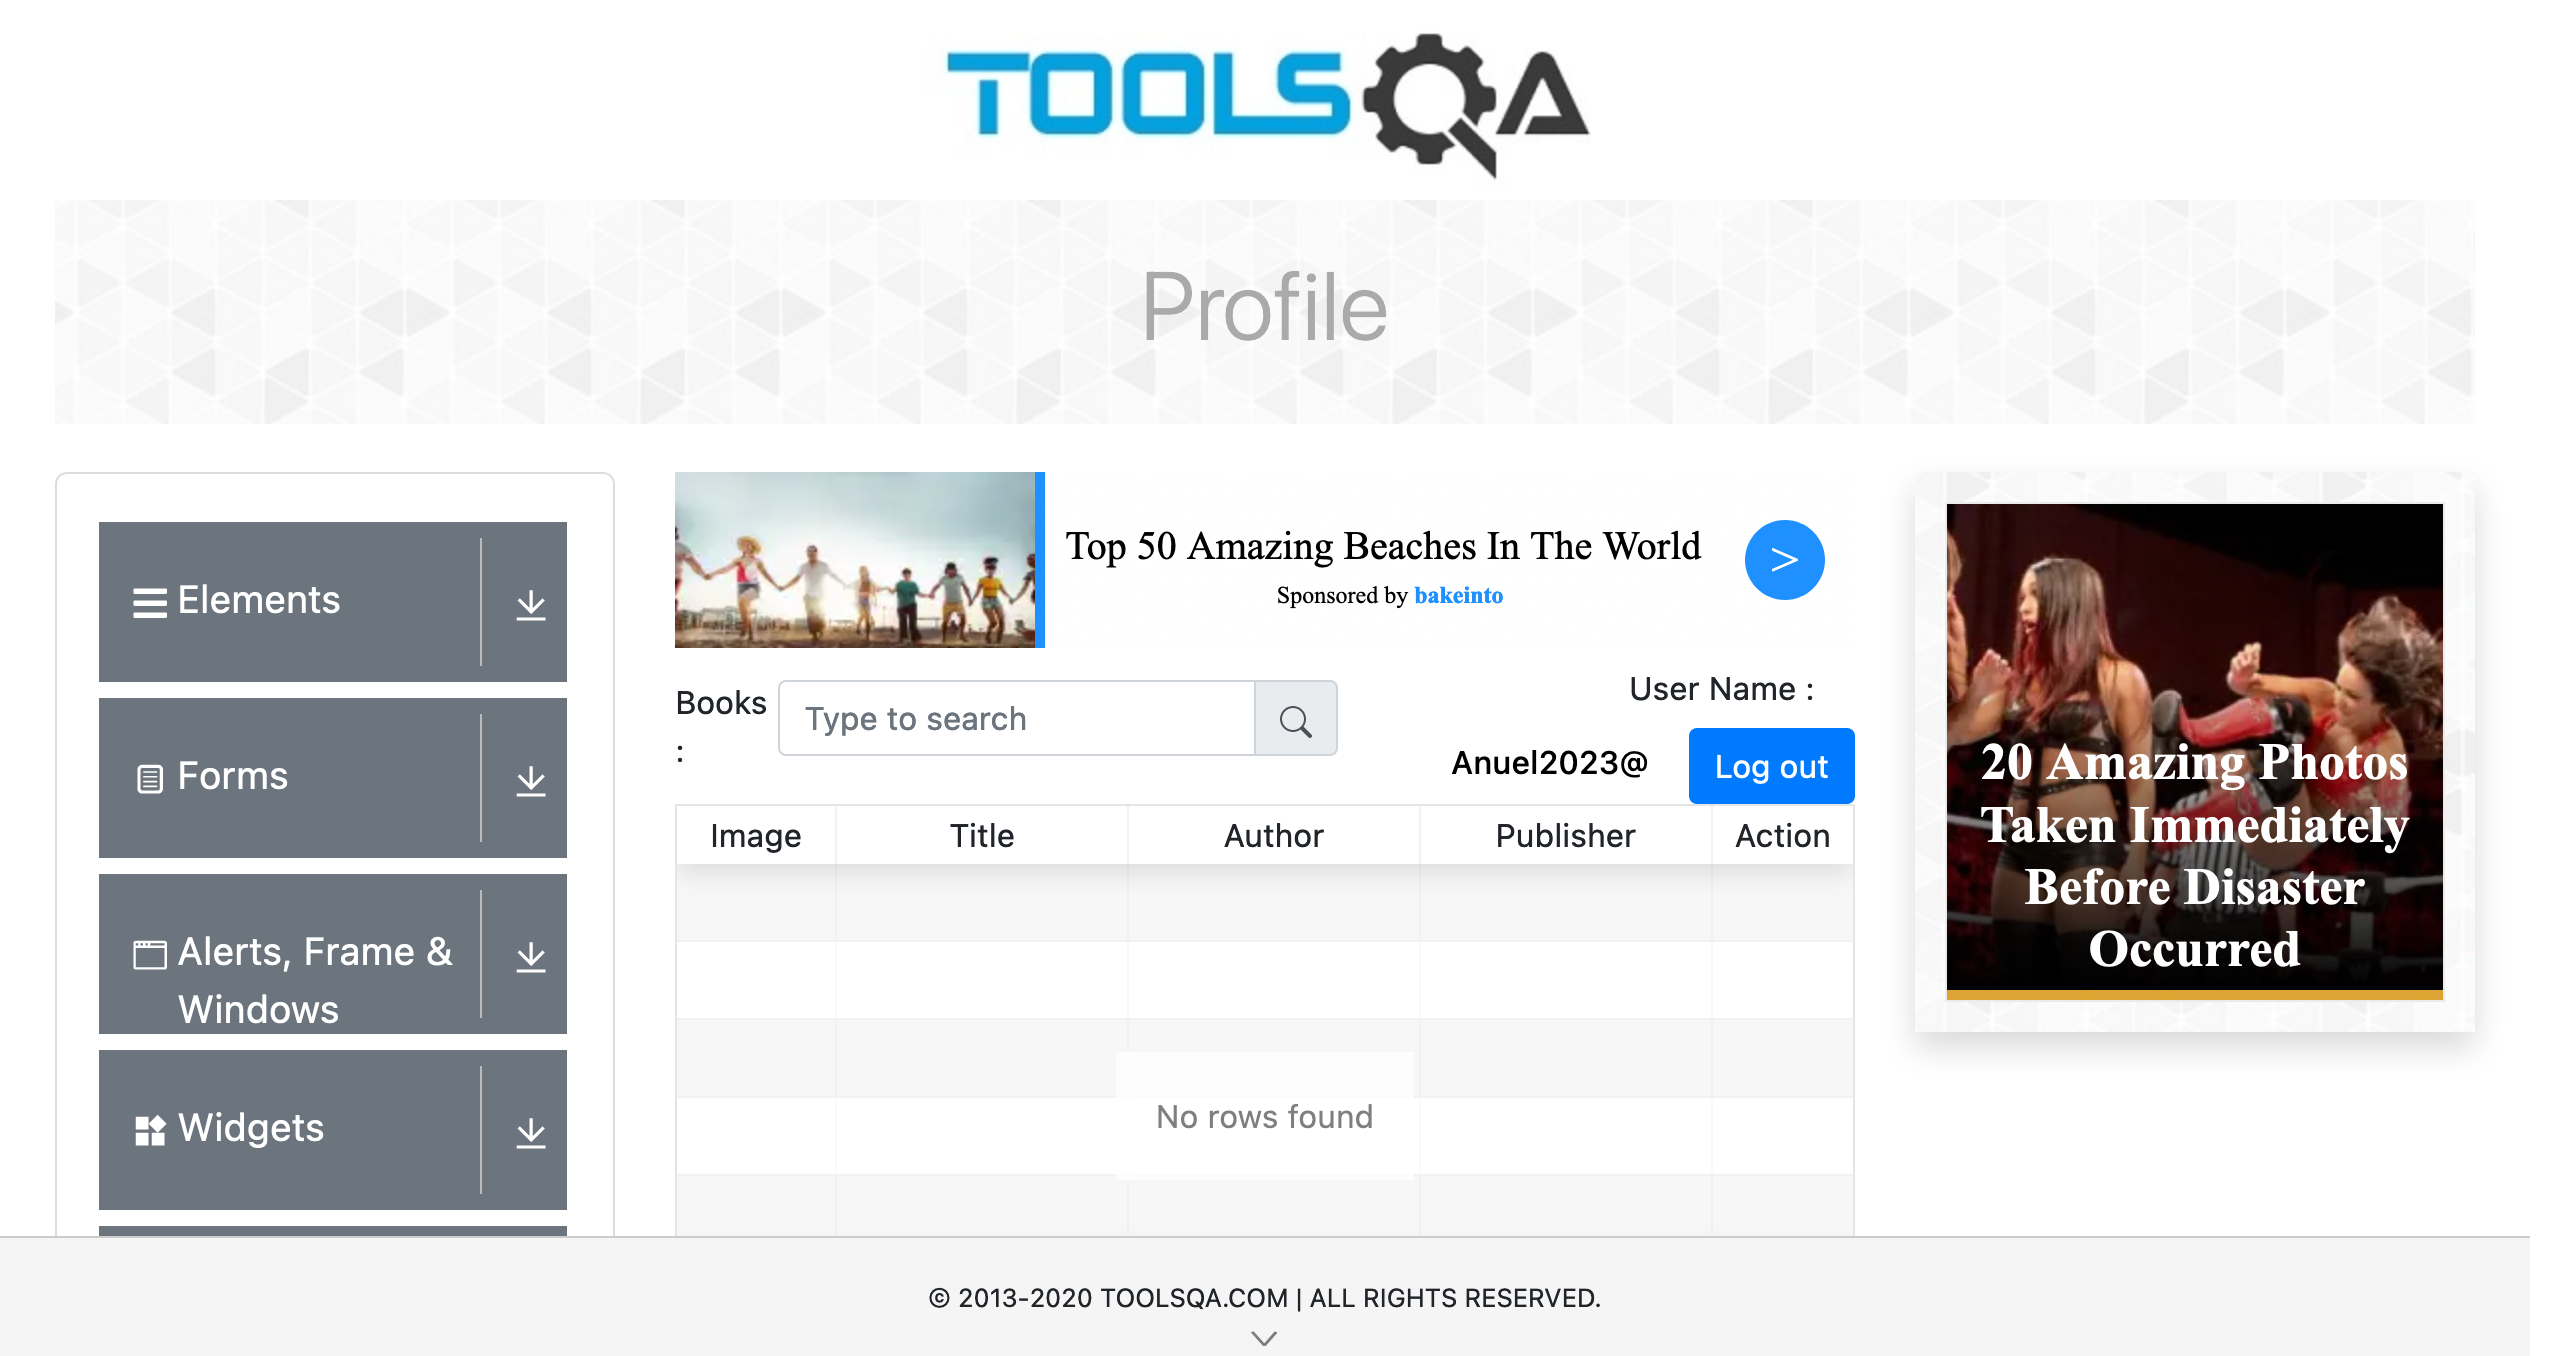 TOOLSQA
Profile
Elements
Forms
Alerts, Frame &
Windows
Widgets
Top 50 Amazing Beaches In The World
Sponsored by bakeinto
>
Books
:
Type to search
User Name :
Anuel2023@
Log out
Image Title Author Publisher Action
No rows found
20 Amazing Photos
Taken Immediately
Before Disaster
Occurred
© 2013-2020 TOOLSQA.COM | ALL RIGHTS RESERVED.